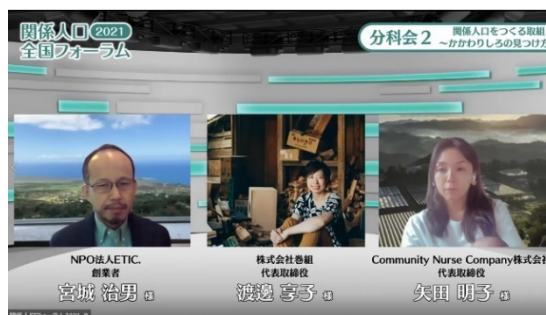 関係人口 2021
全国フォーラム
分科会2
関係人口をつくる取組
～かかわりしろの見つけ方
NPO法人ETIC.
創業者
宮城 治男 様
株式会社巻組
代表取締役
渡邊 享子 様
Community Nurse Company株式会社
代表取締役
矢田 明子 様